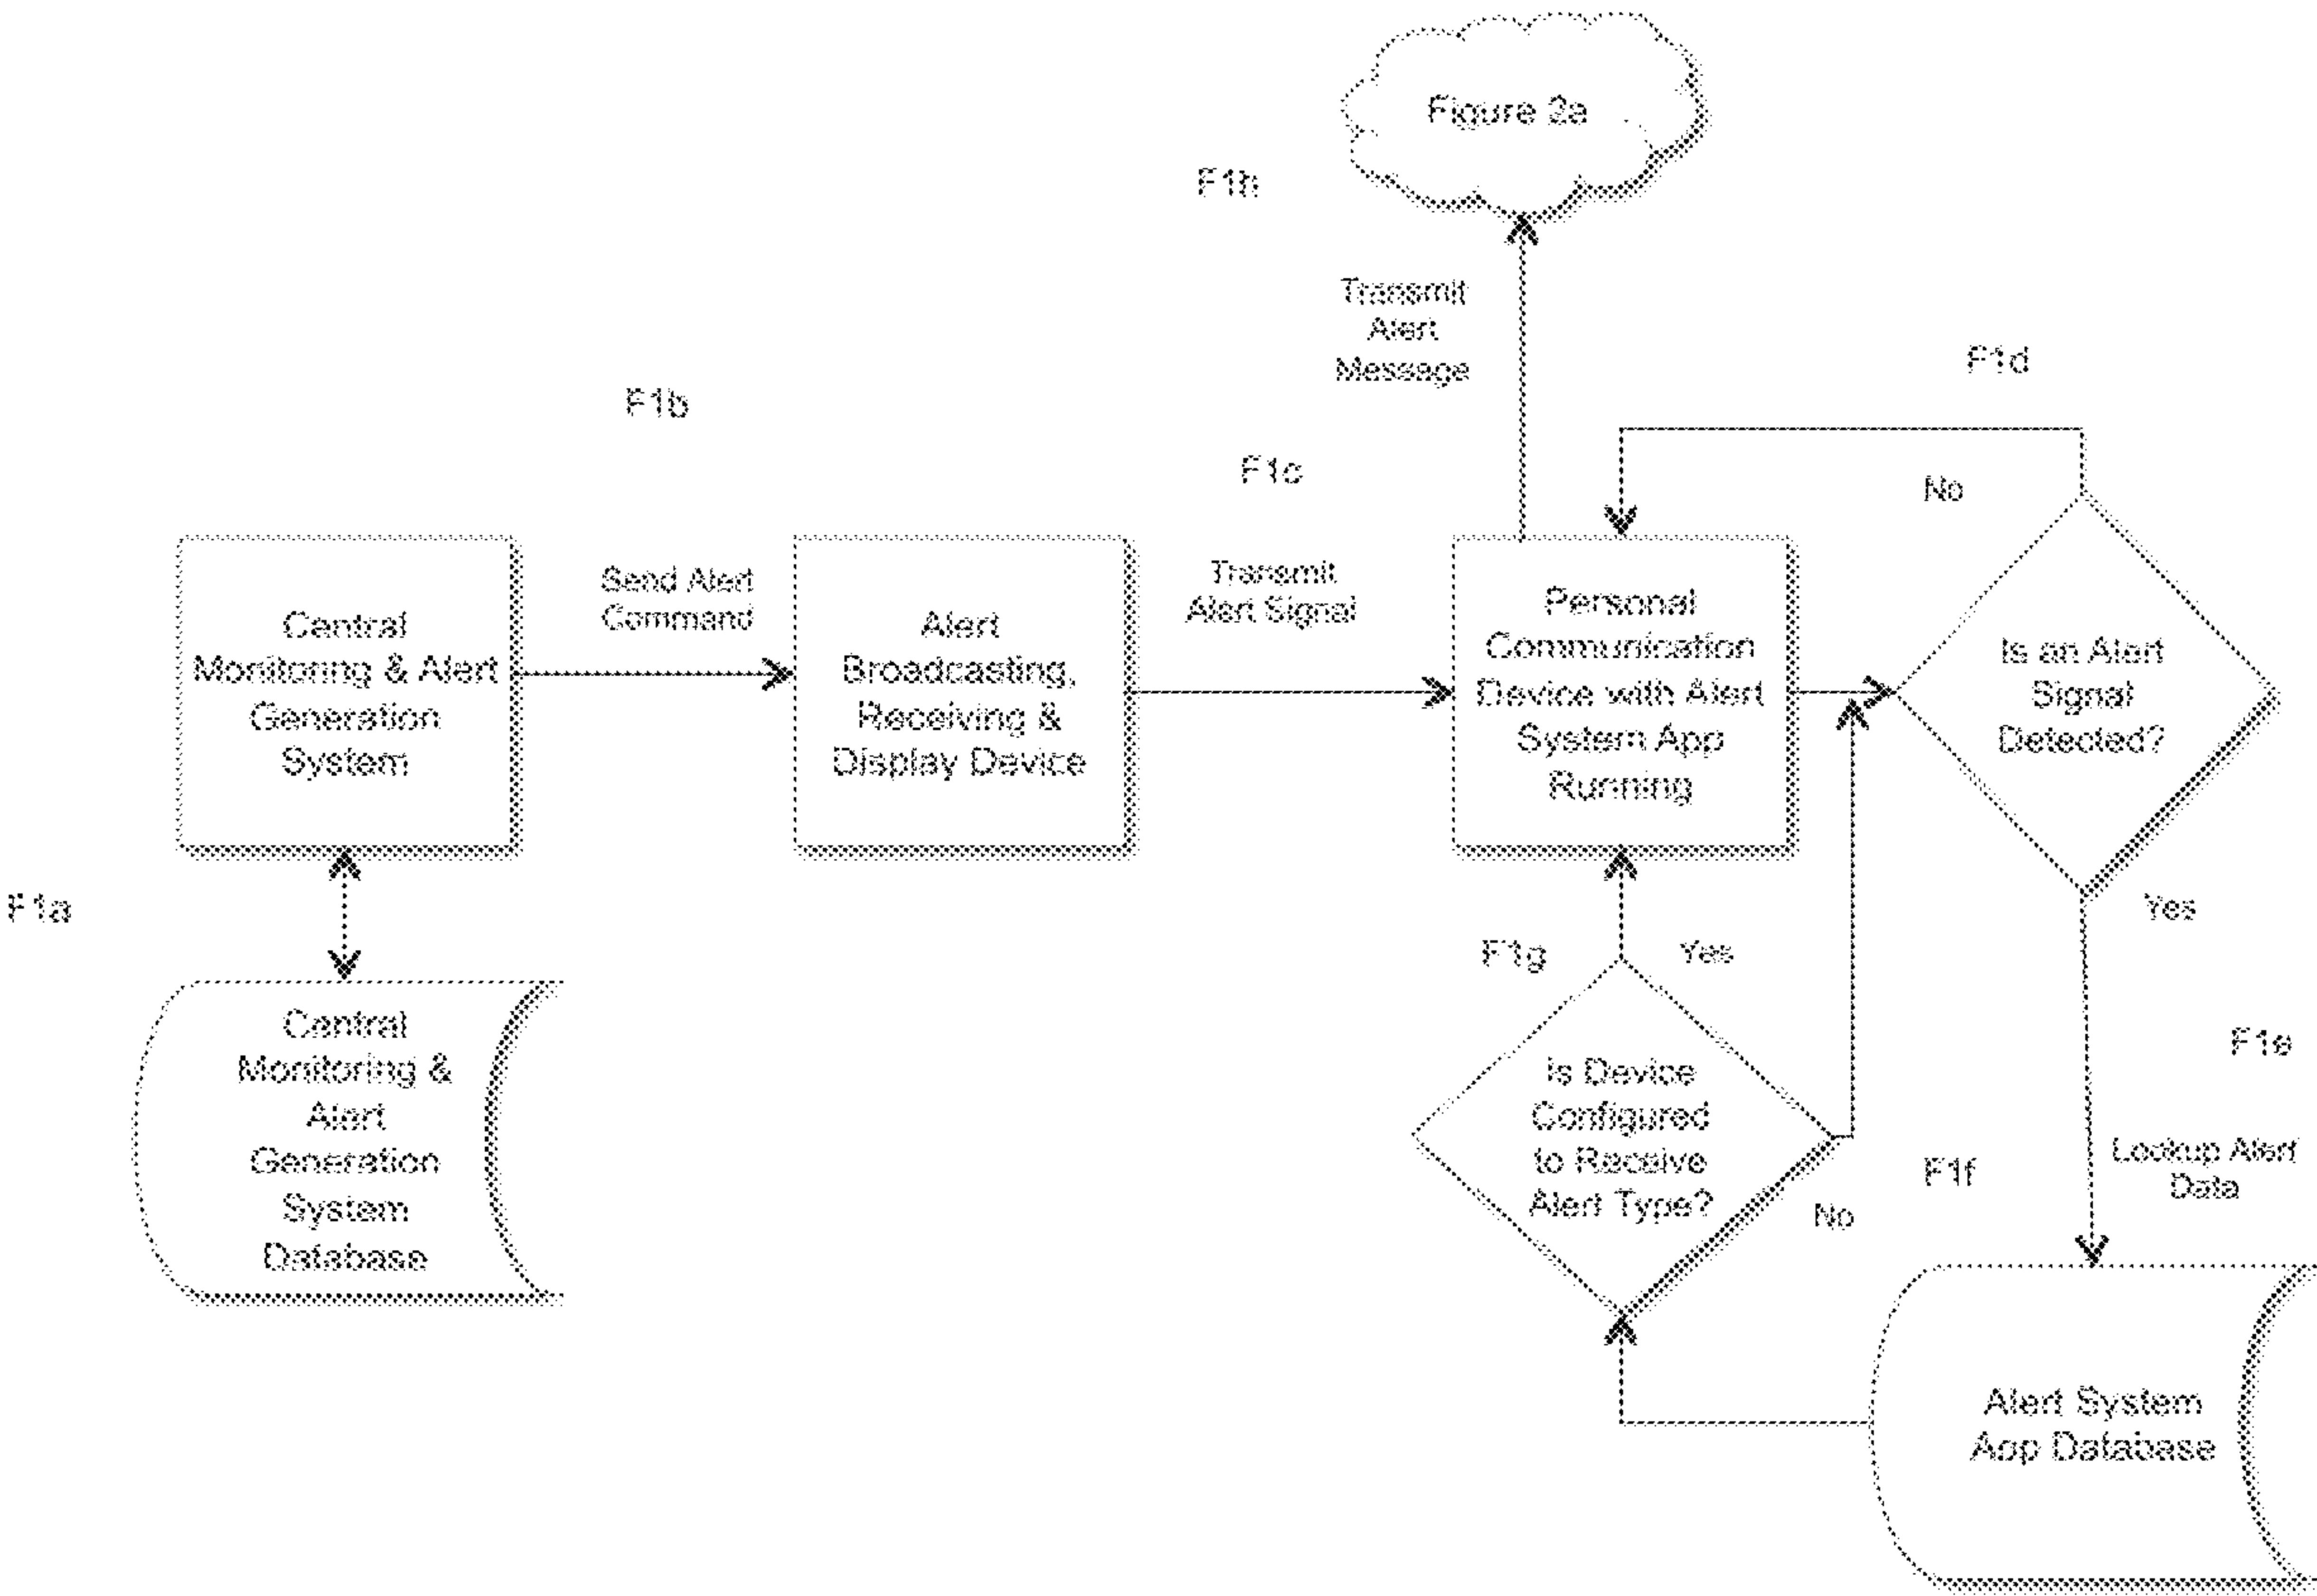 Figure 2a
F1h
Transmit
Alert
Message
F1d
F1b
No
F1c
Send Alert
Command
Transmit
Alert Signal
Central
Monitoring & Alert
Generation
System
Alert
Broadcasting,
Receiving &
Display Device
Personal
Communication
Device with Alert
System App
Running
Is an Alert
Signal
Detected?
F1a
Yes
F1g
Yes
Central
Monitoring &
Alert
Generation
System
Database
Is Device
Configured
to Receive
Alert Type?
F1e
No
F1f
Lookup Alert
Data
Alert System
App Database